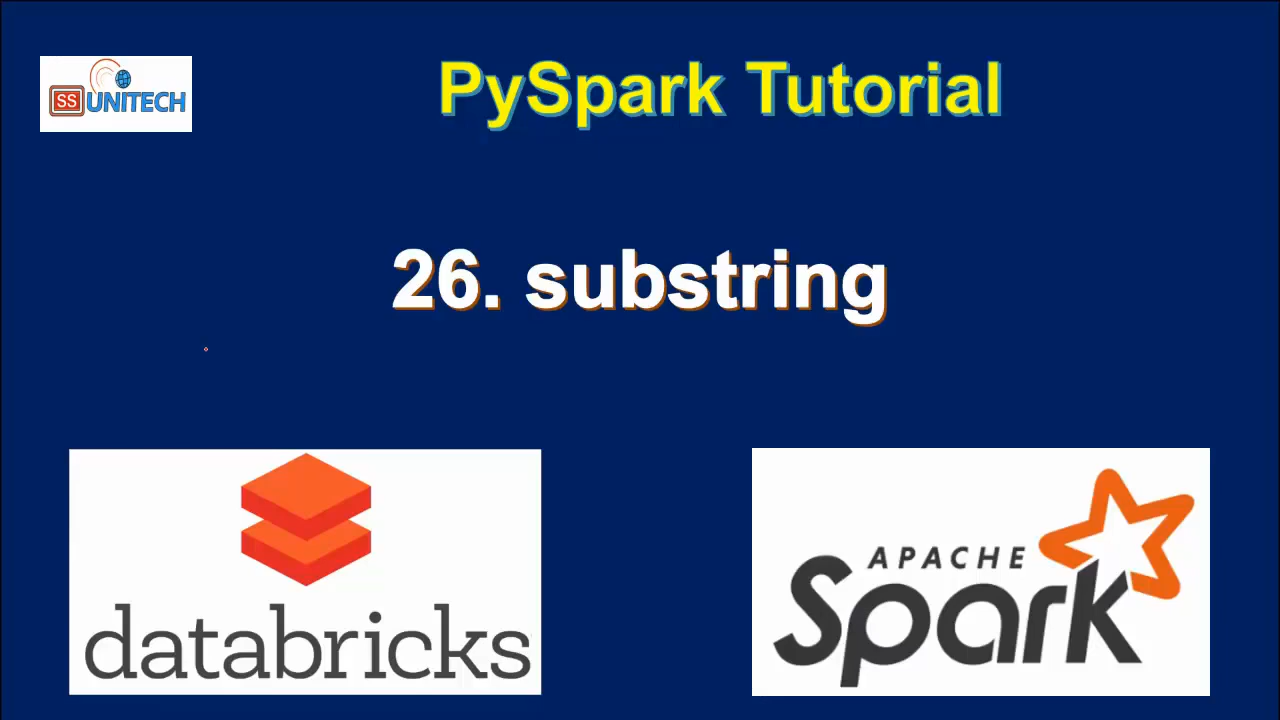 SS UNITECH
PySpark Tutorial
26. substring
databricks
APACHE
Spark